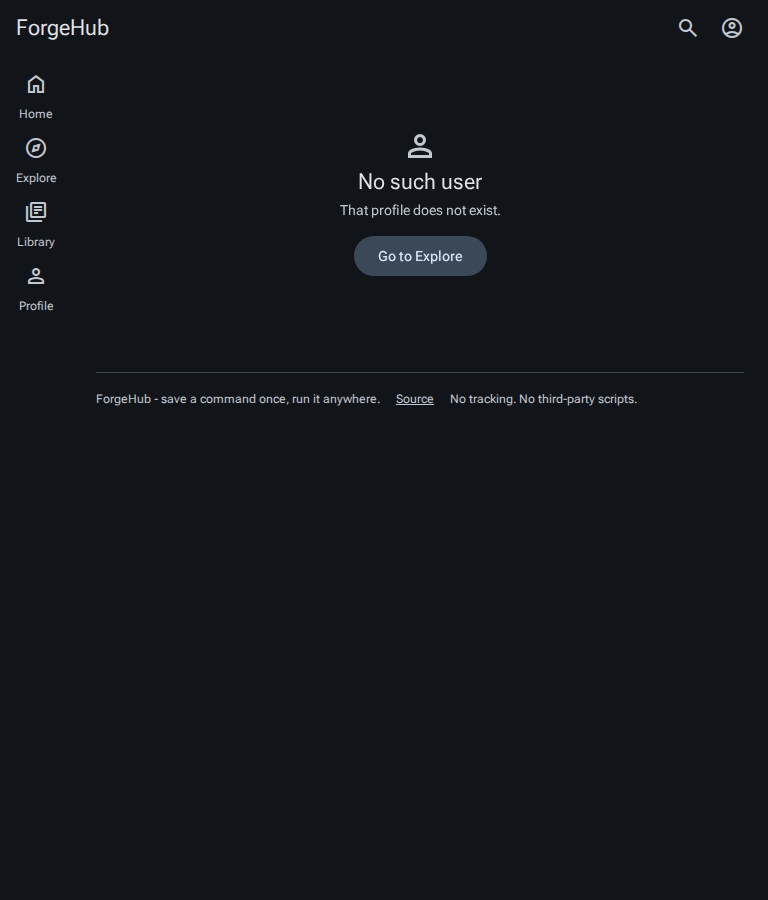 ForgeHub
Home
Explore
Library
Profile
No such user
That profile does not exist.
Go to Explore
ForgeHub - save a command once, run it anywhere. Source No tracking. No third-party scripts.